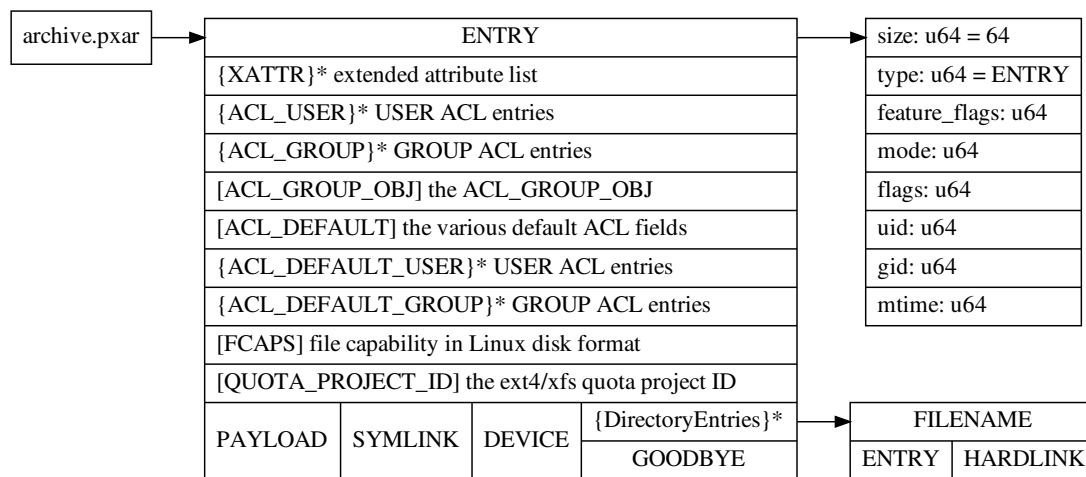 archive.pxar
ENTRY
{XATTR}* extended attribute list
{ACL_USER}* USER ACL entries
{ACL_GROUP}* GROUP ACL entries
[ACL_GROUP_OBJ] the ACL_GROUP_OBJ
[ACL_DEFAULT] the various default ACL fields
{ACL_DEFAULT_USER}* USER ACL entries
{ACL_DEFAULT_GROUP}* GROUP ACL entries
[FCAPS] file capability in Linux disk format
[QUOTA_PROJECT_ID] the ext4/xfs quota project ID
PAYLOAD
SYMLINK
DEVICE
{DirectoryEntries}*
GOODBYE
size: u64 = 64
type: u64 = ENTRY
feature_flags: u64
mode: u64
flags: u64
uid: u64
gid: u64
mtime: u64
FILENAME
ENTRY
HARDLINK